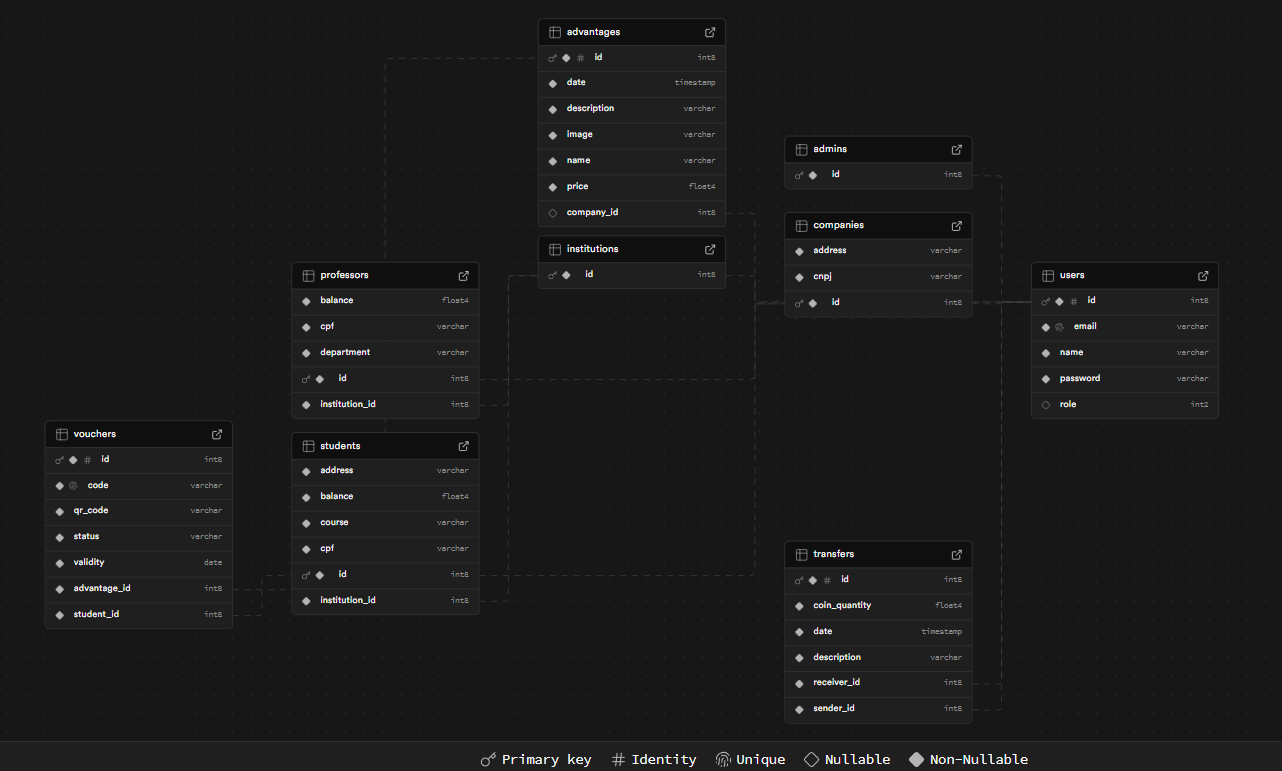 advantages
id int8
date timestamp
description varchar
image varchar
name varchar
price float4
company_id int8
admins
id int8
companies
address varchar
cnpj varchar
id int8
institutions
id int8
professors
balance float4
cpf varchar
department varchar
id int8
institution_id int8
users
id int8
email varchar
name varchar
password varchar
role int2
vouchers
id int8
code varchar
qr_code varchar
status varchar
validity date
advantage_id int8
student_id int8
students
address varchar
balance float4
course varchar
cpf varchar
id int8
institution_id int8
transfers
id int8
coin_quantity float4
date timestamp
description varchar
receiver_id int8
sender_id int8
Primary key # Identity Unique Nullable Non-Nullable